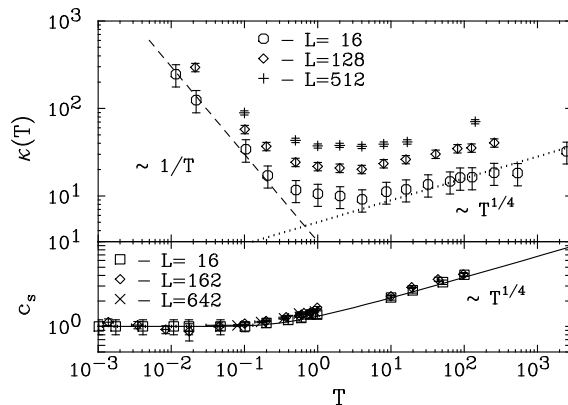 10³
○ – L= 16
◇ – L=128
+ – L=512
10²
κ(T)
~ 1/T
10¹
~ T^1/4
10¹
□ – L= 16
◇ – L=162
× – L=642
c_s
~ T^1/4
10⁰
10⁻³ 10⁻² 10⁻¹ 10⁰ 10¹ 10² 10³
T